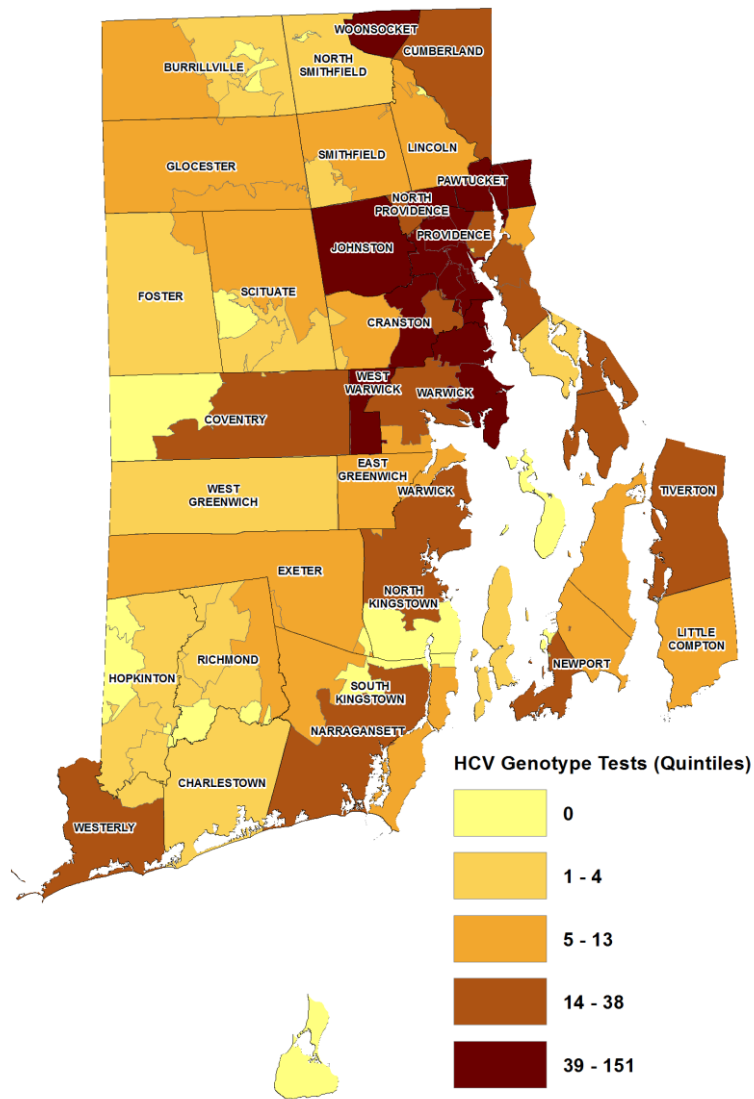 WOONSOCKET
CUMBERLAND
NORTH
SMITHFIELD
BURRILLVILLE
LINCOLN
SMITHFIELD
GLOCESTER
PAWTUCKET
NORTH
PROVIDENCE
PROVIDENCE
JOHNSTON
FOSTER
SCITUATE
CRANSTON
WEST
WARWICK
WARWICK
COVENTRY
EAST
GREENWICH
WARWICK
WEST
GREENWICH
TIVERTON
EXETER
NORTH
KINGSTOWN
LITTLE
COMPTON
RICHMOND
NEWPORT
HOPKINTON
SOUTH
KINGSTOWN
NARRAGANSETT
CHARLESTOWN
WESTERLY
HCV Genotype Tests (Quintiles)
0
1 - 4
5 - 13
14 - 38
39 - 151